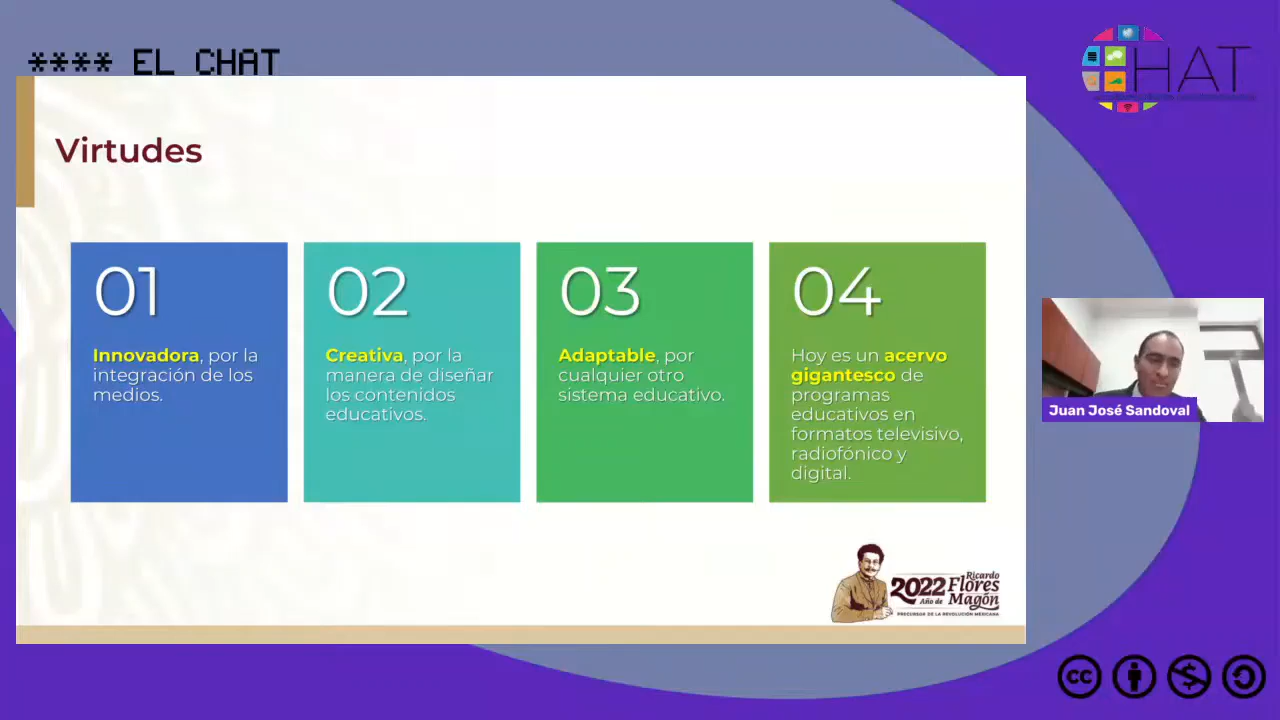 **** EL CHAT
HAT
Virtudes
01
Innovadora, por la
integración de los
medios.
02
Creativa, por la
manera de diseñar
los contenidos
educativos.
03
Adaptable, por
cualquier otro
sistema educativo.
04
Hoy es un acervo
gigantesco de
programas
educativos en
formatos televisivo,
radiofónico y
digital.
Juan José Sandoval
2022 Ricardo
Año de Flores
Magón
PRECURSOR DE LA REVOLUCIÓN MEXICANA
cc